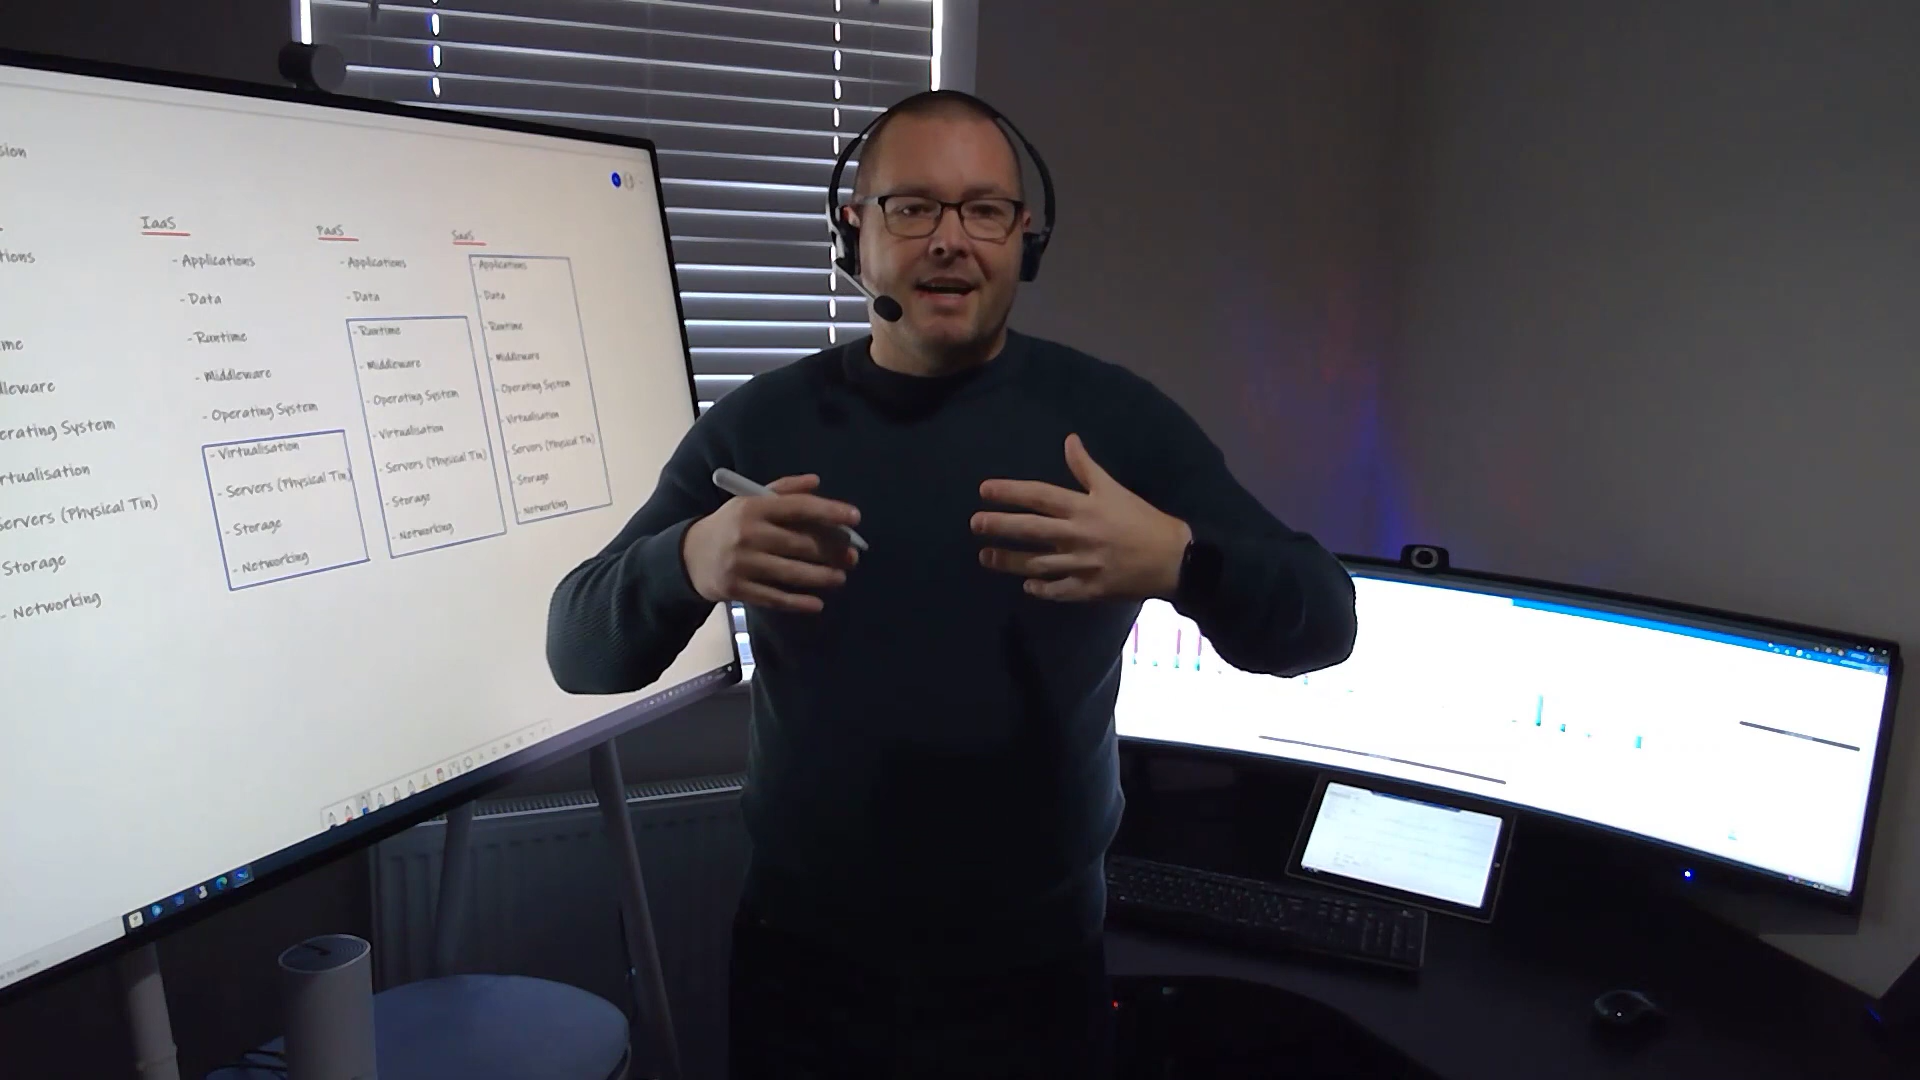 sion
IaaS
PaaS
SaaS
tions
me
lleware
erating System
rtualisation
Servers (Physical Tin)
Storage
- Networking
- Applications
- Data
- Runtime
- Middleware
- Operating System
- Virtualisation
- Servers (Physical Tin)
- Storage
- Networking
- Applications
- Data
- Runtime
- Middleware
- Operating System
- Virtualisation
- Servers (Physical Tin)
- Storage
- Networking
- Applications
- Data
- Runtime
- Middleware
- Operating System
- Virtualisation
- Servers (Physical Tin)
- Storage
- Networking